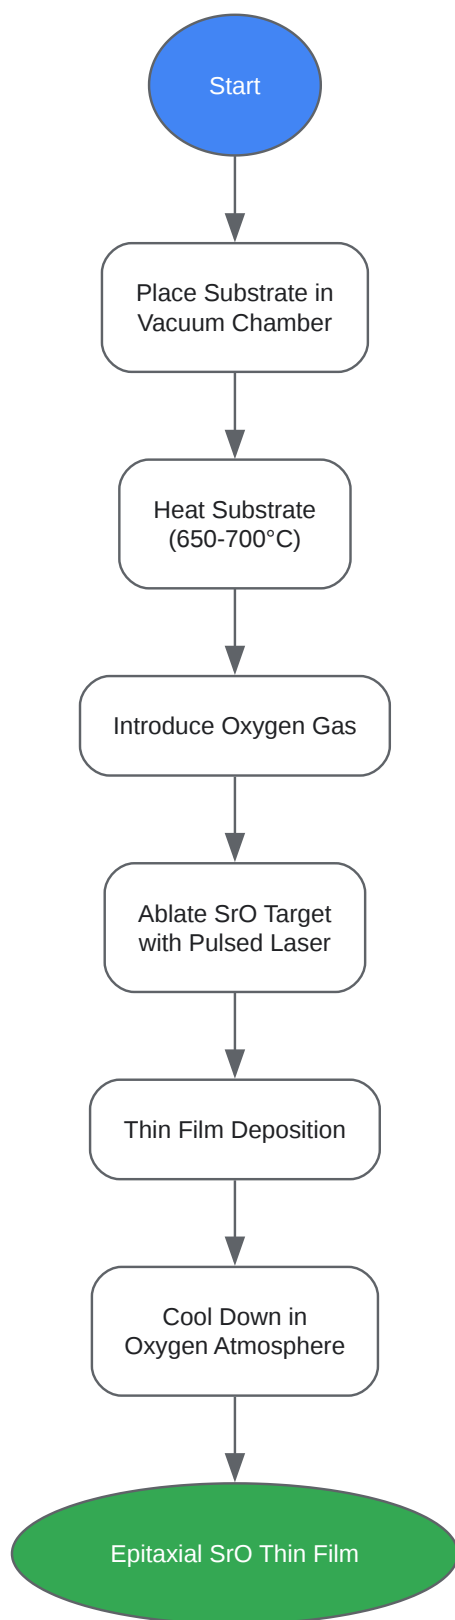 Start
Place Substrate in
Vacuum Chamber
Heat Substrate
(650-700°C)
Introduce Oxygen Gas
Ablate SrO Target
with Pulsed Laser
Thin Film Deposition
Cool Down in
Oxygen Atmosphere
Epitaxial SrO Thin Film